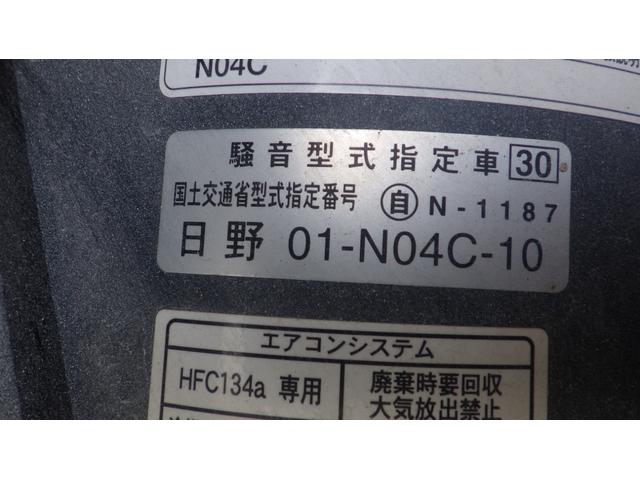 N04C
騒音型式指定車 30
国土交通省型式指定番号 自 N-1187
日野 01-N04C-10
エアコンシステム
HFC134a 専用
廃棄時要回収
大気放出禁止